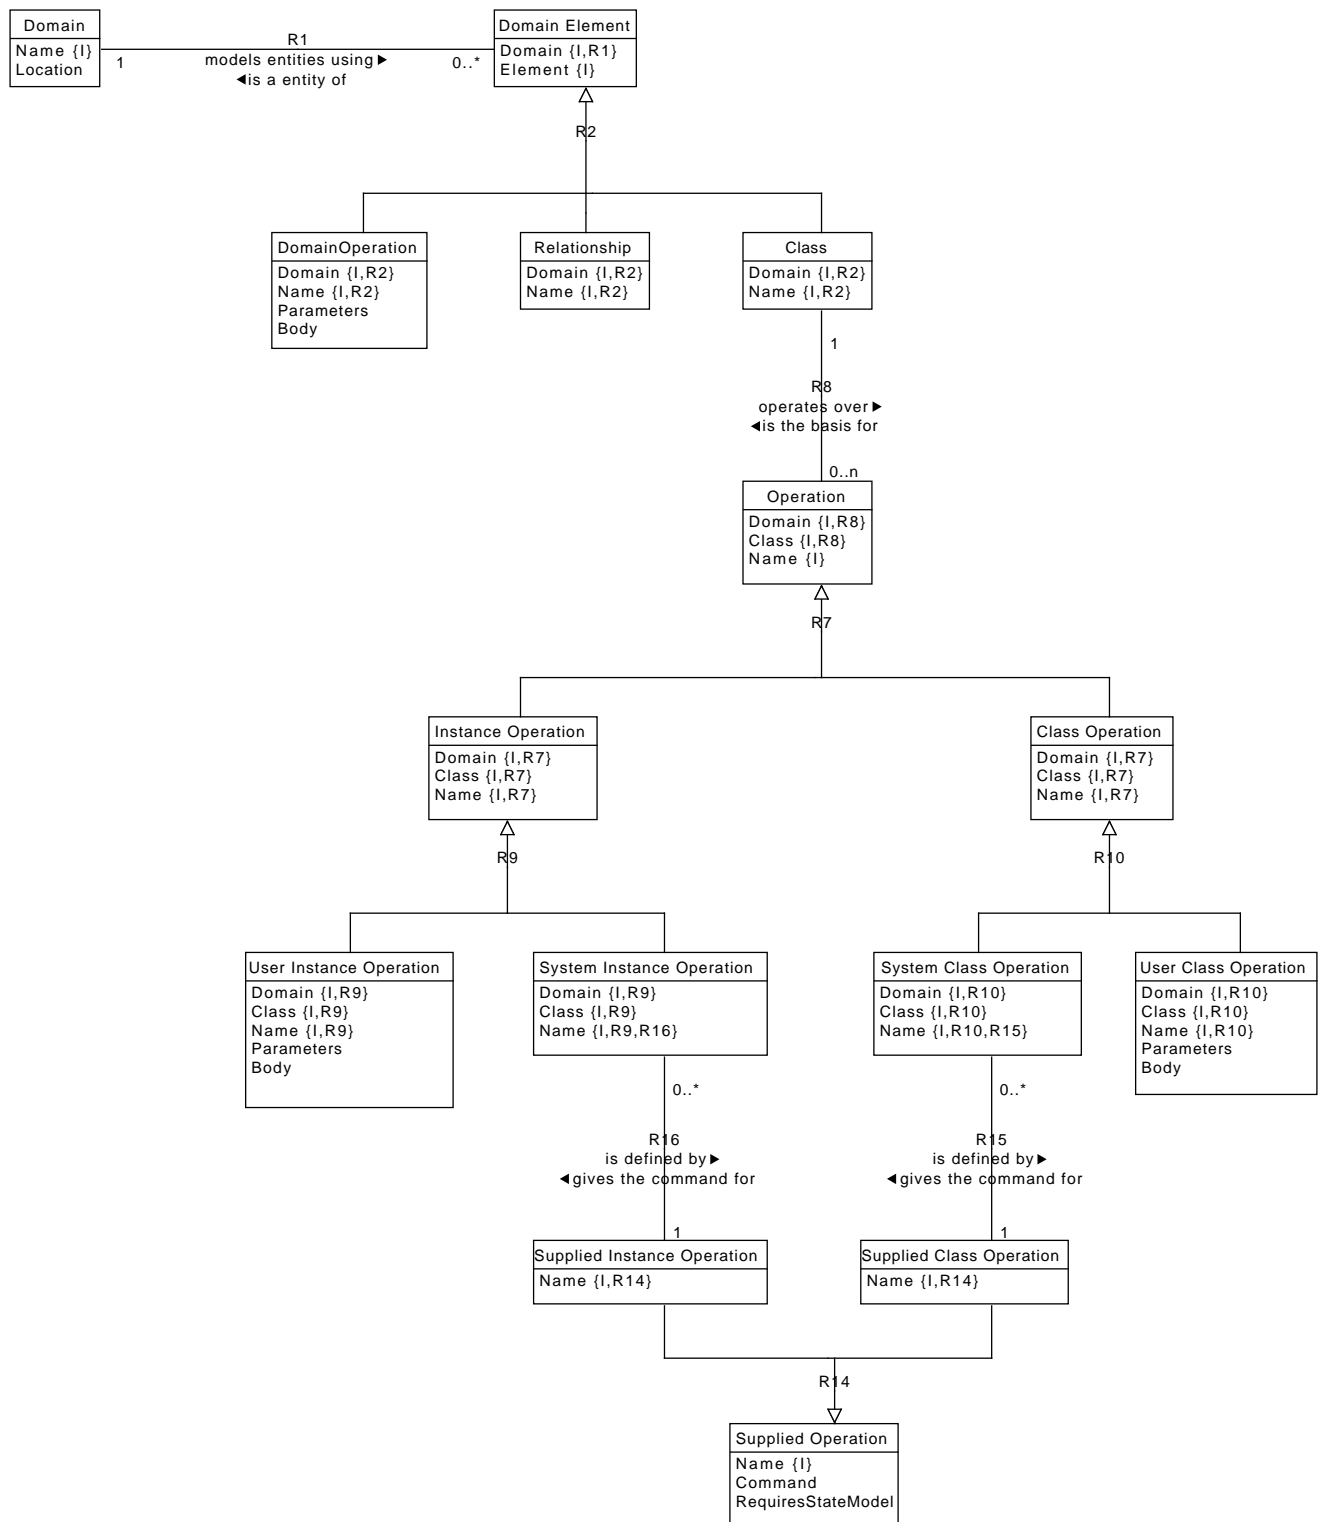 Domain
Name {I}
Location
1
R1
models entities using ►
◄is a entity of
0..*
Domain Element
Domain {I,R1}
Element {I}
R2
DomainOperation
Domain {I,R2}
Name {I,R2}
Parameters
Body
Relationship
Domain {I,R2}
Name {I,R2}
Class
Domain {I,R2}
Name {I,R2}
1
R8
operates over ►
◄is the basis for
0..n
Operation
Domain {I,R8}
Class {I,R8}
Name {I}
R7
Instance Operation
Domain {I,R7}
Class {I,R7}
Name {I,R7}
Class Operation
Domain {I,R7}
Class {I,R7}
Name {I,R7}
R9
R10
User Instance Operation
Domain {I,R9}
Class {I,R9}
Name {I,R9}
Parameters
Body
System Instance Operation
Domain {I,R9}
Class {I,R9}
Name {I,R9,R16}
System Class Operation
Domain {I,R10}
Class {I,R10}
Name {I,R10,R15}
User Class Operation
Domain {I,R10}
Class {I,R10}
Name {I,R10}
Parameters
Body
0..*
R16
is defined by ►
◄gives the command for
1
0..*
R15
is defined by ►
◄gives the command for
1
Supplied Instance Operation
Name {I,R14}
Supplied Class Operation
Name {I,R14}
R14
Supplied Operation
Name {I}
Command
RequiresStateModel